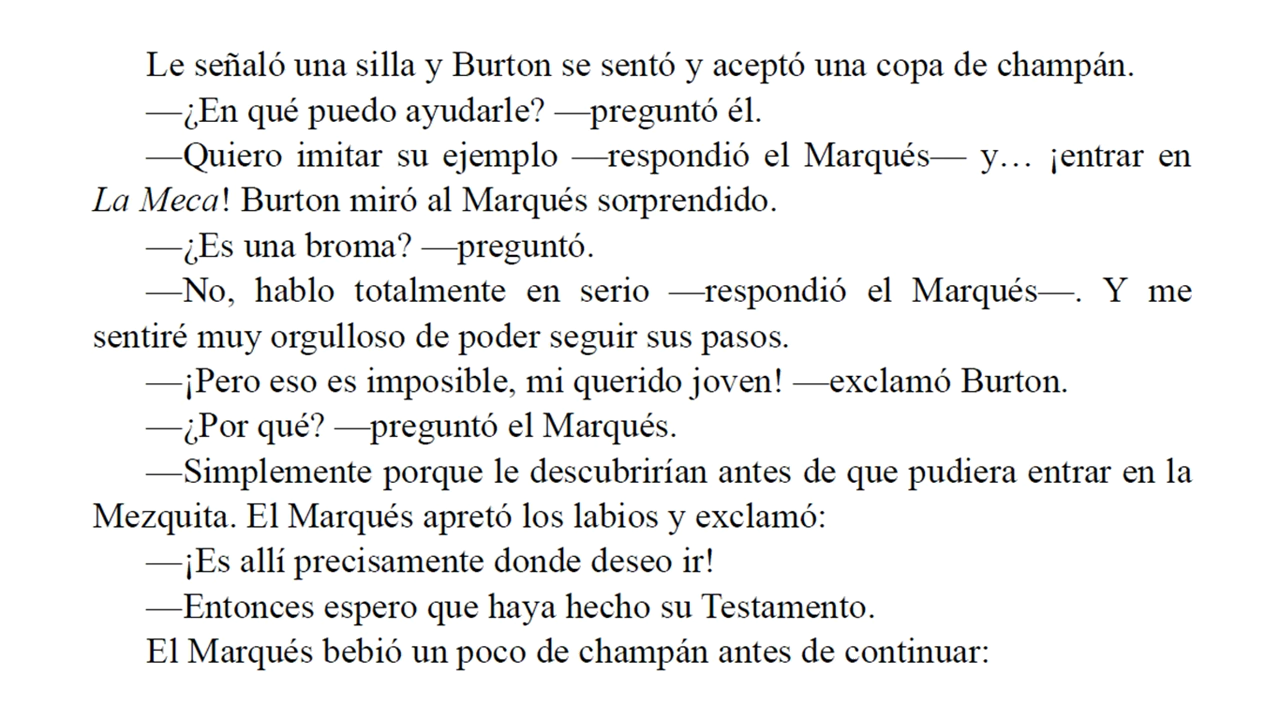 Le señaló una silla y Burton se sentó y aceptó una copa de champán.
—¿En qué puedo ayudarle? —preguntó él.
—Quiero imitar su ejemplo —respondió el Marqués— y… ¡entrar en
La Meca! Burton miró al Marqués sorprendido.
—¿Es una broma? —preguntó.
—No, hablo totalmente en serio —respondió el Marqués—. Y me
sentiré muy orgulloso de poder seguir sus pasos.
—¡Pero eso es imposible, mi querido joven! —exclamó Burton.
—¿Por qué? —preguntó el Marqués.
—Simplemente porque le descubrirían antes de que pudiera entrar en la
Mezquita. El Marqués apretó los labios y exclamó:
—¡Es allí precisamente donde deseo ir!
—Entonces espero que haya hecho su Testamento.
El Marqués bebió un poco de champán antes de continuar: